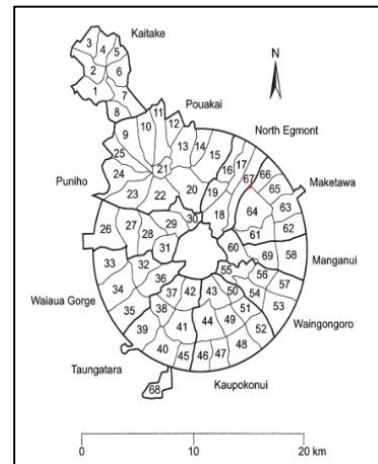 Kaitake
3 4 5
2 6
1 7
8
Pouakai
N
9 10 11 12
13 14 15
North Egmont
16 17 67 66
25
24
21
Puniho
23 22 20 19 18
65
Maketawa
64 63
62
61
26 27 28 29 30
31
60
69 58
Manganui
33 32
36
55 56 57
34
37 42 43 50 54
53
Waiaua Gorge
35 38
51
Waingongoro
39 41 44 49 52
40 45 46 47 48
Taungatara
Kaupokonui
68
0 10 20 km